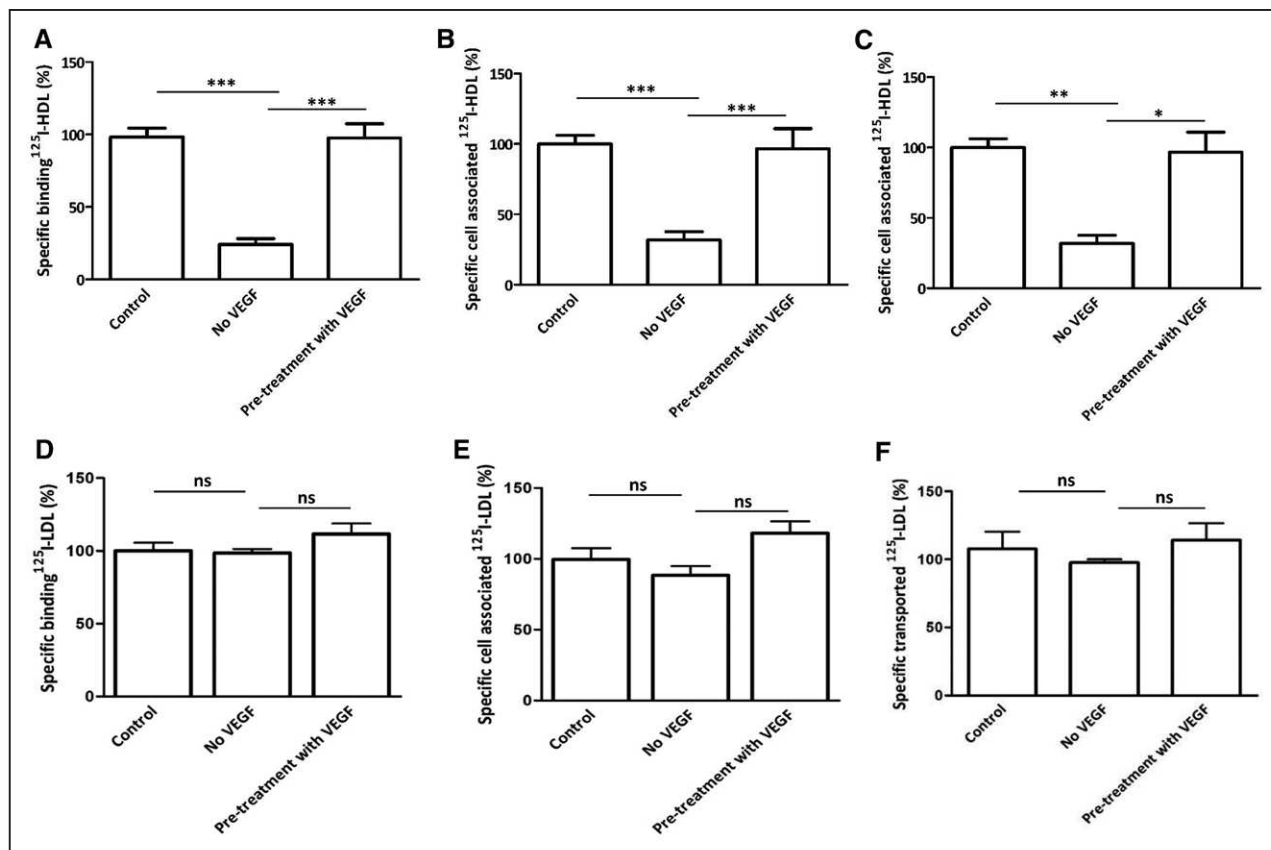 A
Specific binding ¹²⁵I-HDL (%)
150
100
50
0
***
***
Control
No VEGF
Pre-treatment with VEGF
B
Specific cell associated ¹²⁵I-HDL (%)
150
100
50
0
***
***
Control
No VEGF
Pre-treatment with VEGF
C
Specific cell associated ¹²⁵I-HDL (%)
150
100
50
0
**
*
Control
No VEGF
Pre-treatment with VEGF
D
Specific binding ¹²⁵I-LDL (%)
150
100
50
0
ns
ns
Control
No VEGF
Pre-treatment with VEGF
E
Specific cell associated ¹²⁵I-LDL (%)
150
100
50
0
ns
ns
Control
No VEGF
Pre-treatment with VEGF
F
Specific transported ¹²⁵I-LDL (%)
150
100
50
0
ns
ns
Control
No VEGF
Pre-treatment with VEGF